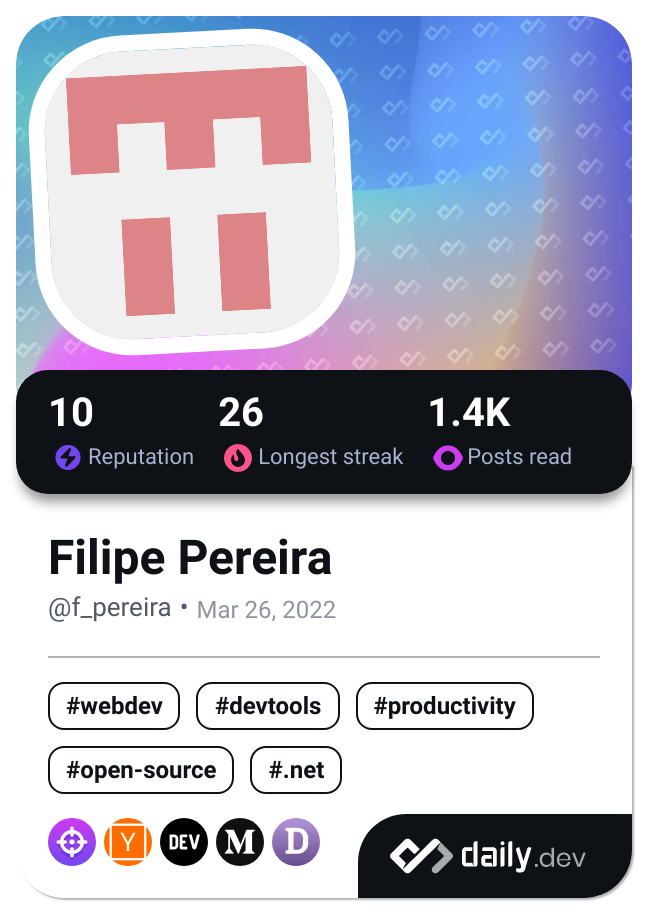 10 26 1.4K
Reputation Longest streak Posts read
Filipe Pereira
@f_pereira • Mar 26, 2022
#webdev #devtools #productivity
#open-source #.net
Y DEV M D
daily.dev